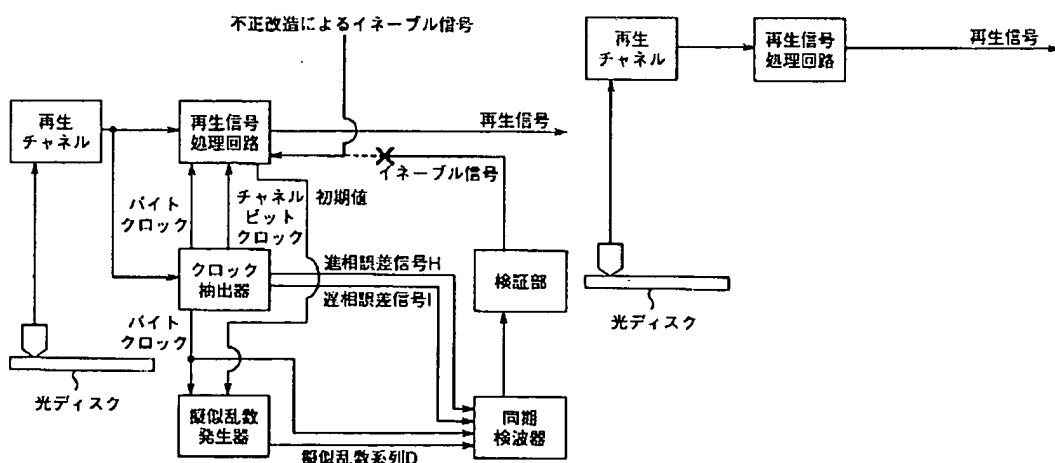 不正改造によるイネーブル信号
再生
チャネル
再生信号
処理回路
再生信号
イネーブル信号
バイト
クロック
チャネル
ビット
クロック
初期値
クロック
抽出器
進相誤差信号H
遅相誤差信号I
検証部
バイト
クロック
光ディスク
擬似乱数
発生器
擬似乱数系列D
同期
検波器
再生
チャネル
再生信号
処理回路
再生信号
光ディスク